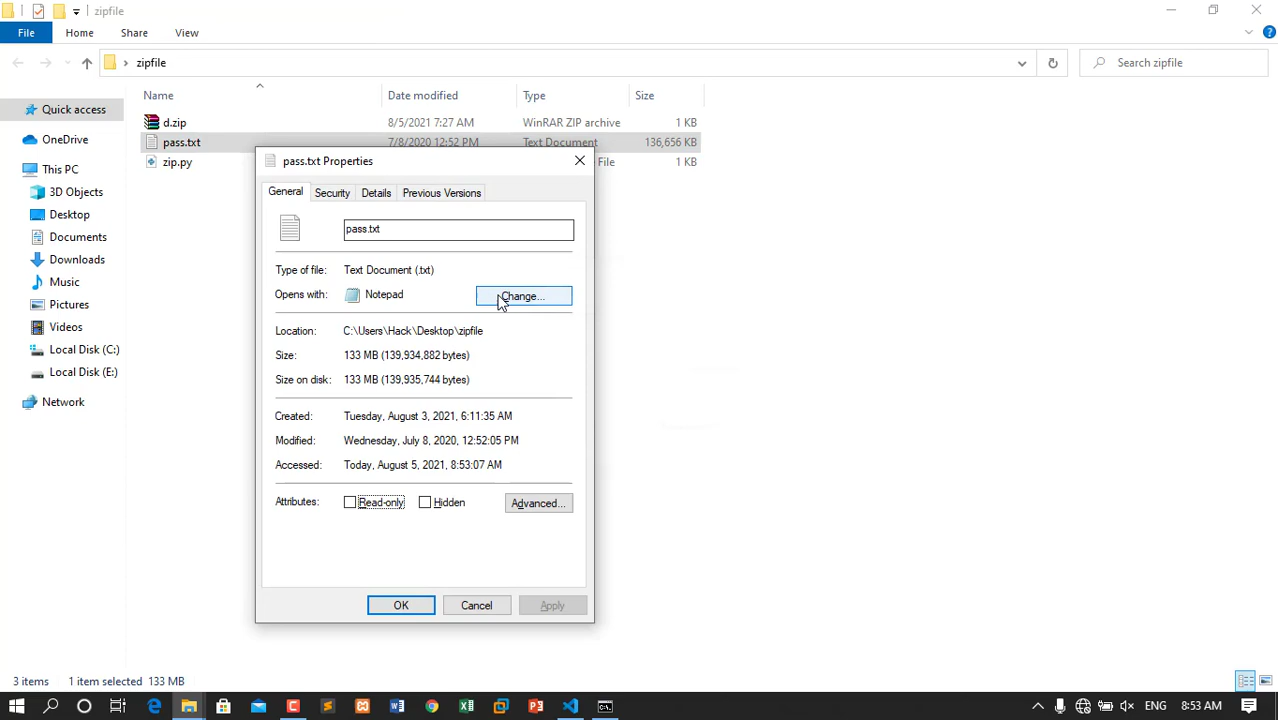 zipfile
File Home Share View
zipfile
Search zipfile
Name Date modified Type Size
d.zip 8/5/2021 7:27 AM WinRAR ZIP archive 1 KB
pass.txt 7/8/2020 12:52 PM Text Document 136,656 KB
zip.py File 1 KB
Quick access
OneDrive
This PC
3D Objects
Desktop
Documents
Downloads
Music
Pictures
Videos
Local Disk (C:)
Local Disk (E:)
Network
pass.txt Properties
General Security Details Previous Versions
pass.txt
Type of file: Text Document (.txt)
Opens with: Notepad Change...
Location: C:\Users\Hack\Desktop\zipfile
Size: 133 MB (139,934,882 bytes)
Size on disk: 133 MB (139,935,744 bytes)
Created: Tuesday, August 3, 2021, 6:11:35 AM
Modified: Wednesday, July 8, 2020, 12:52:05 PM
Accessed: Today, August 5, 2021, 8:53:07 AM
Attributes: Read-only Hidden Advanced...
OK Cancel Apply
3 items 1 item selected 133 MB
ENG 8:53 AM